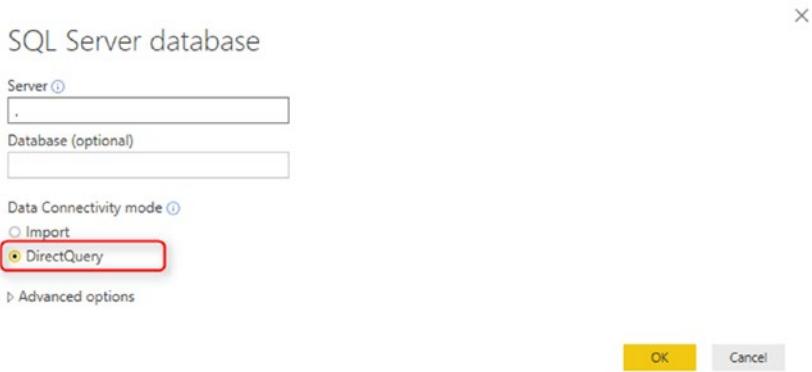 SQL Server database
Server
.
Database (optional)
Data Connectivity mode
Import
DirectQuery
Advanced options
OK Cancel